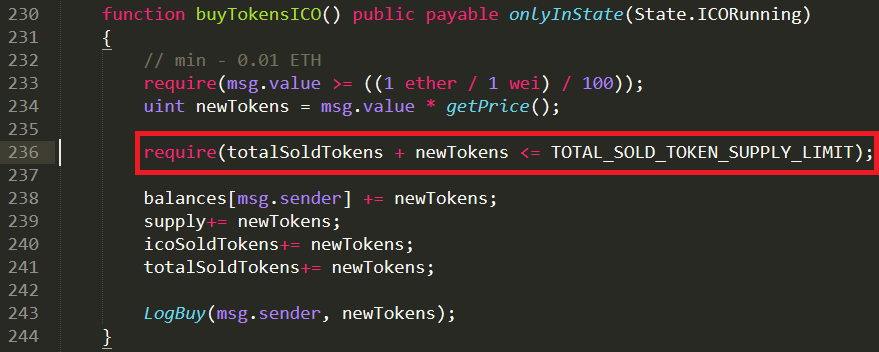 230 function buyTokensICO() public payable onlyInState(State.ICORunning)
231 {
232 // min - 0.01 ETH
233 require(msg.value >= ((1 ether / 1 wei) / 100));
234 uint newTokens = msg.value * getPrice();
235
236 require(totalSoldTokens + newTokens <= TOTAL_SOLD_TOKEN_SUPPLY_LIMIT);
237
238 balances[msg.sender] += newTokens;
239 supply+= newTokens;
240 icoSoldTokens+= newTokens;
241 totalSoldTokens+= newTokens;
242
243 LogBuy(msg.sender, newTokens);
244 }